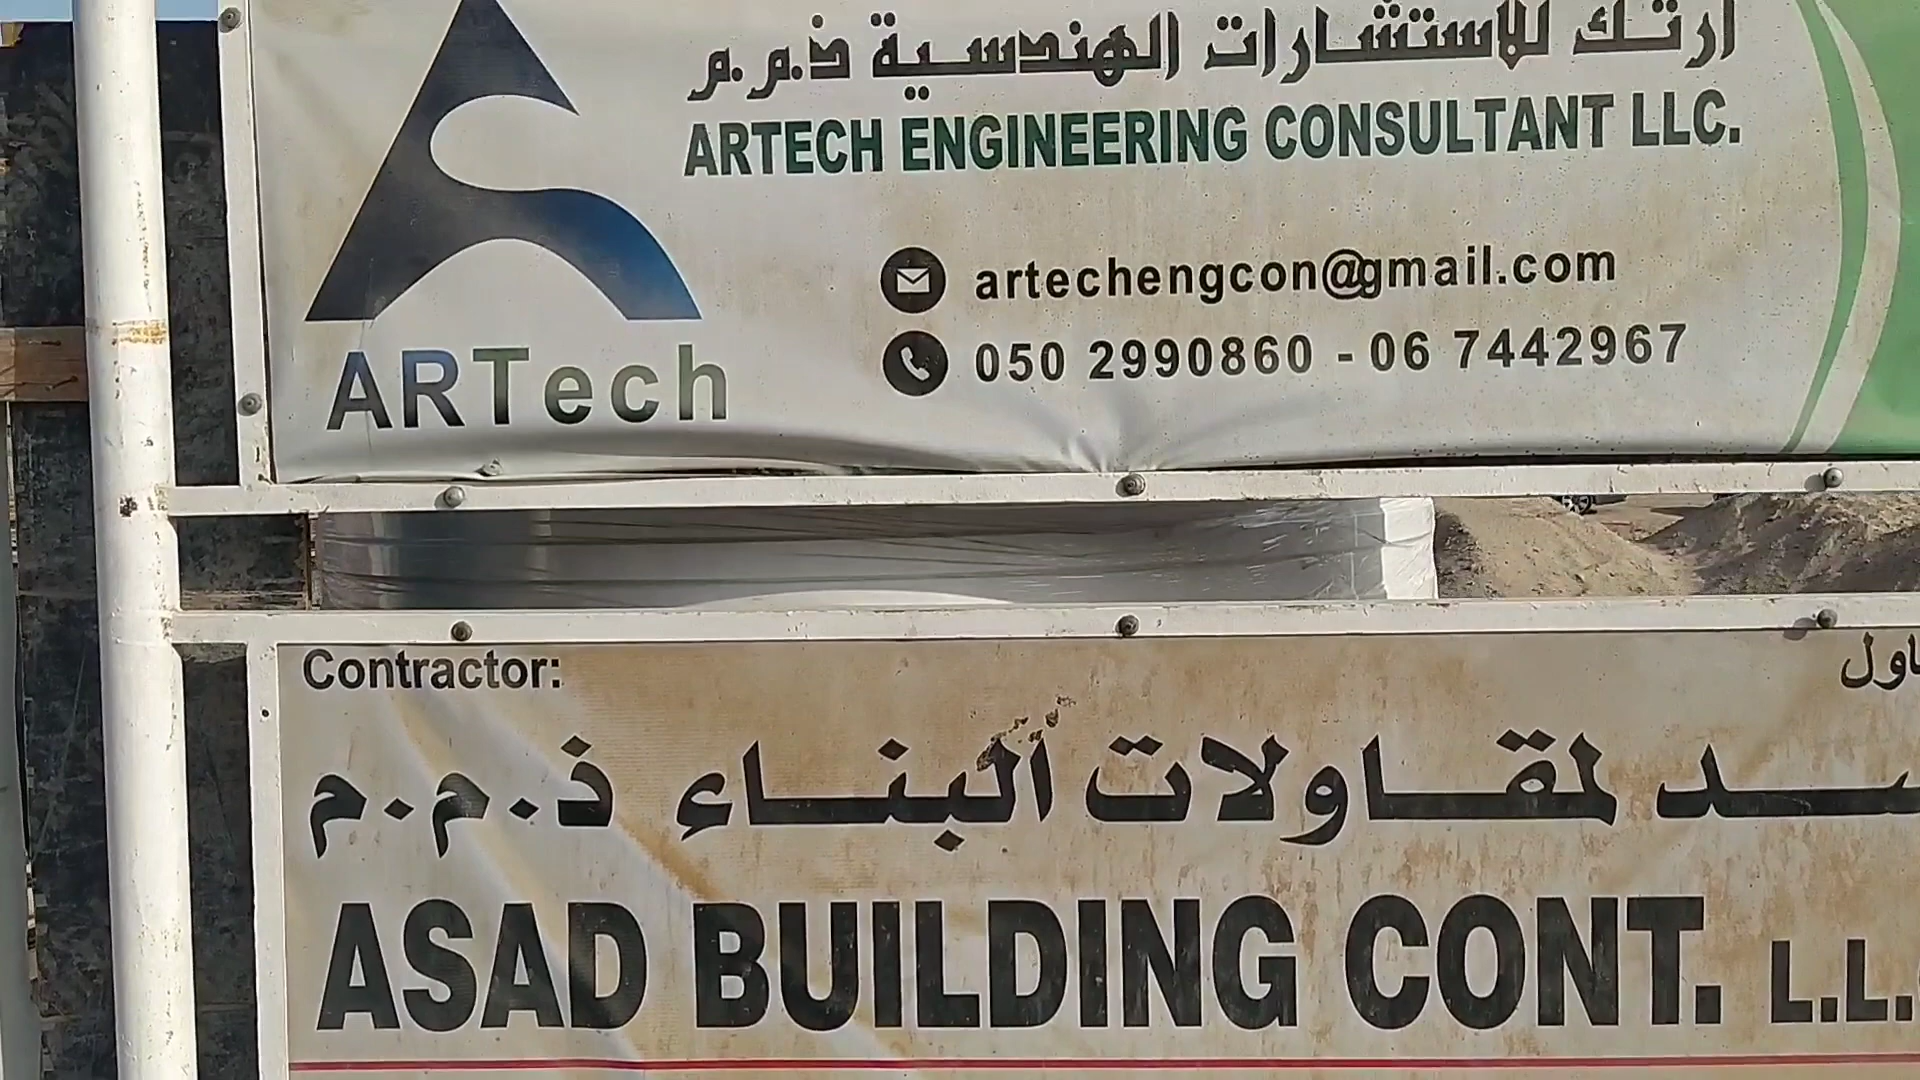 ارتك للاستشارات الهندسية ذ.م.م
ARTECH ENGINEERING CONSULTANT LLC.
artechengcon@gmail.com
050 2990860 - 06 7442967
ARTech
Contractor:
لمقاولات البناء ذ.م.م
ASAD BUILDING CONT.